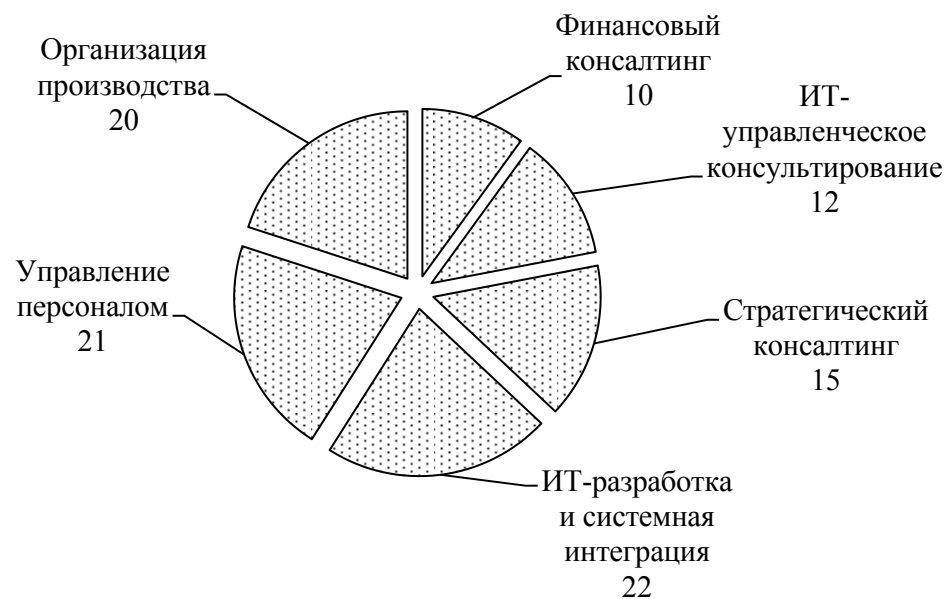 Организация
производства
20
Финансовый
консалтинг
10
ИТ-
управленческое
консультирование
12
Стратегический
консалтинг
15
ИТ-разработка
и системная
интеграция
22
Управление
персоналом
21